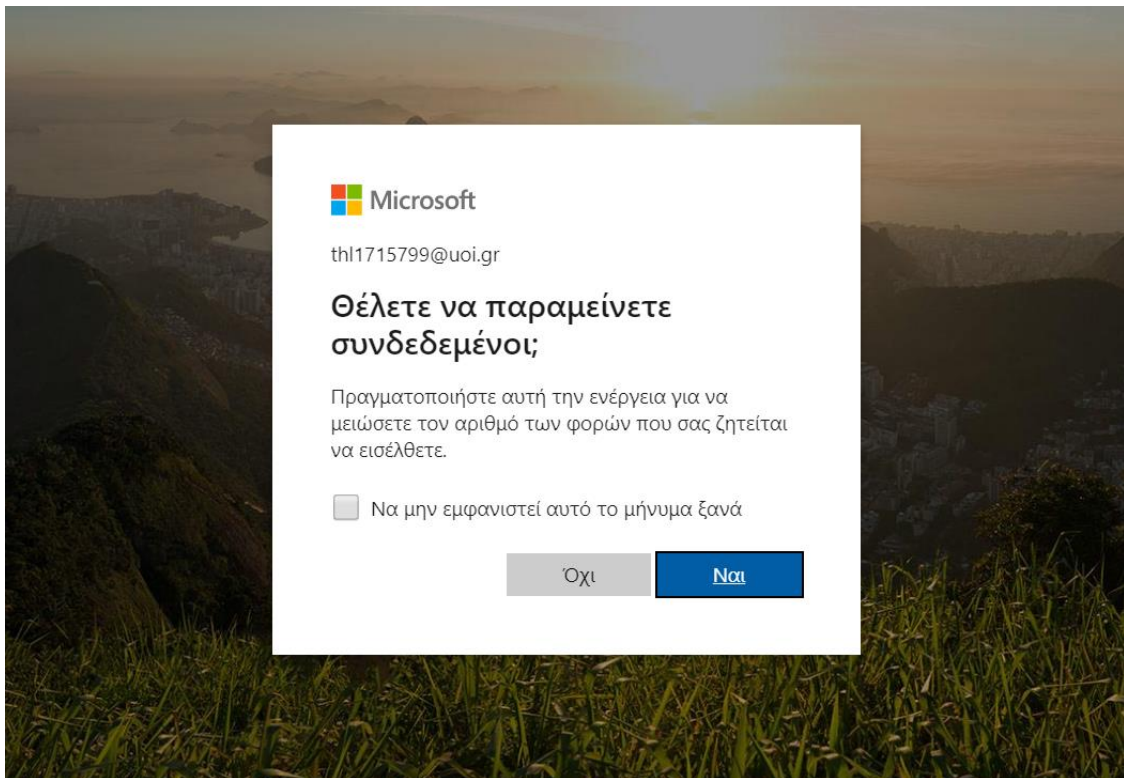 Microsoft
thl1715799@uoi.gr
Θέλετε να παραμείνετε
συνδεδεμένοι;
Πραγματοποιήστε αυτή την ενέργεια για να
μειώσετε τον αριθμό των φορών που σας ζητείται
να εισέλθετε.
Να μην εμφανιστεί αυτό το μήνυμα ξανά
Όχι Ναι